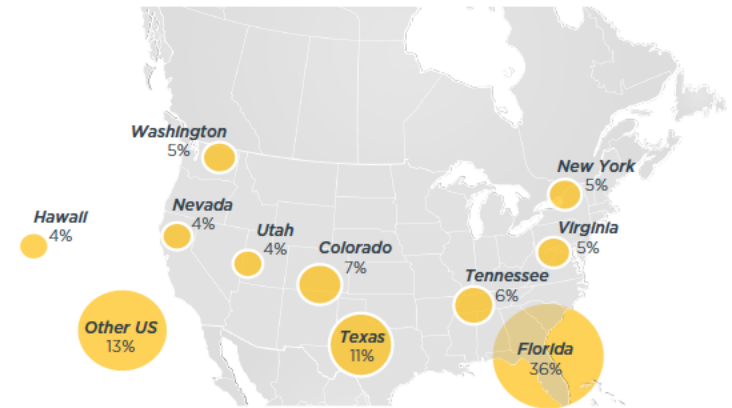 Washington
5%
New York
5%
Nevada
4%
Hawaii
4%
Utah
4%
Virginia
5%
Colorado
7%
Tennessee
6%
Other US
13%
Texas
11%
Florida
36%